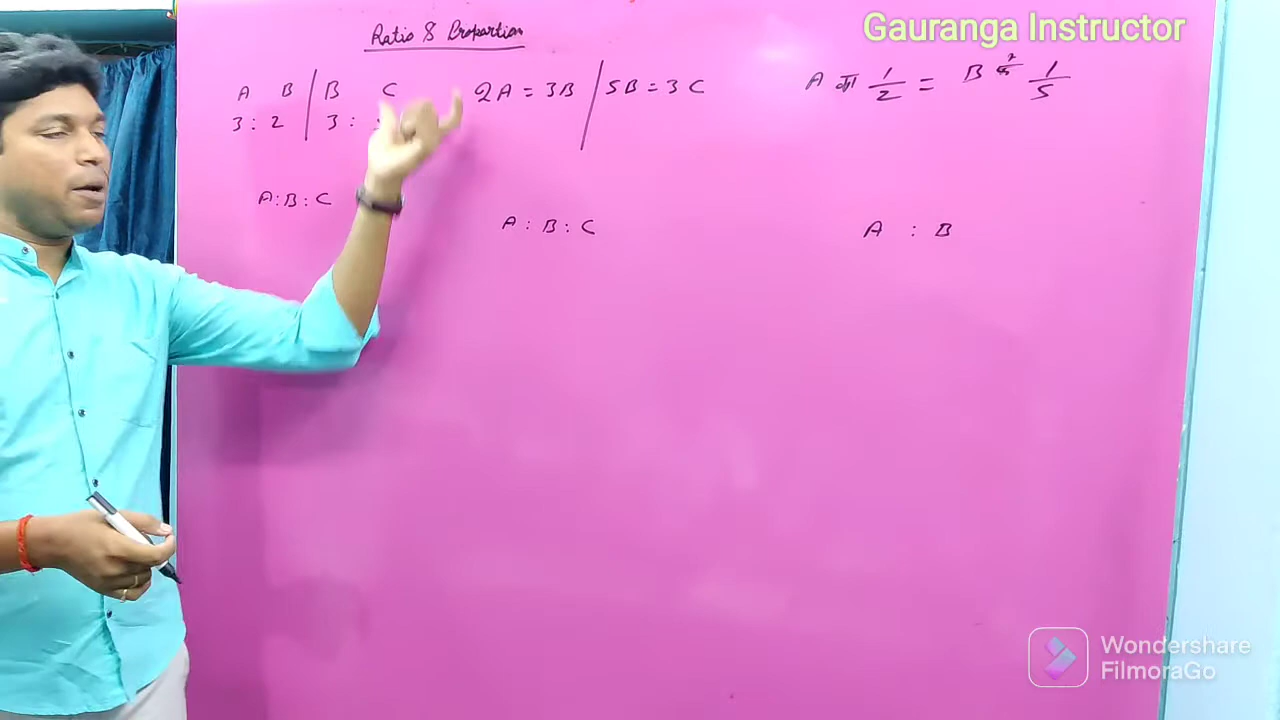 Gauranga Instructor
Ratio & Proportion
A B | B C
3 : 2 | 3 :
A : B : C
2A = 3B | 5B = 3C
A : B : C
A का 1/2 = B 1/5
A : B
Wondershare
FilmoraGo